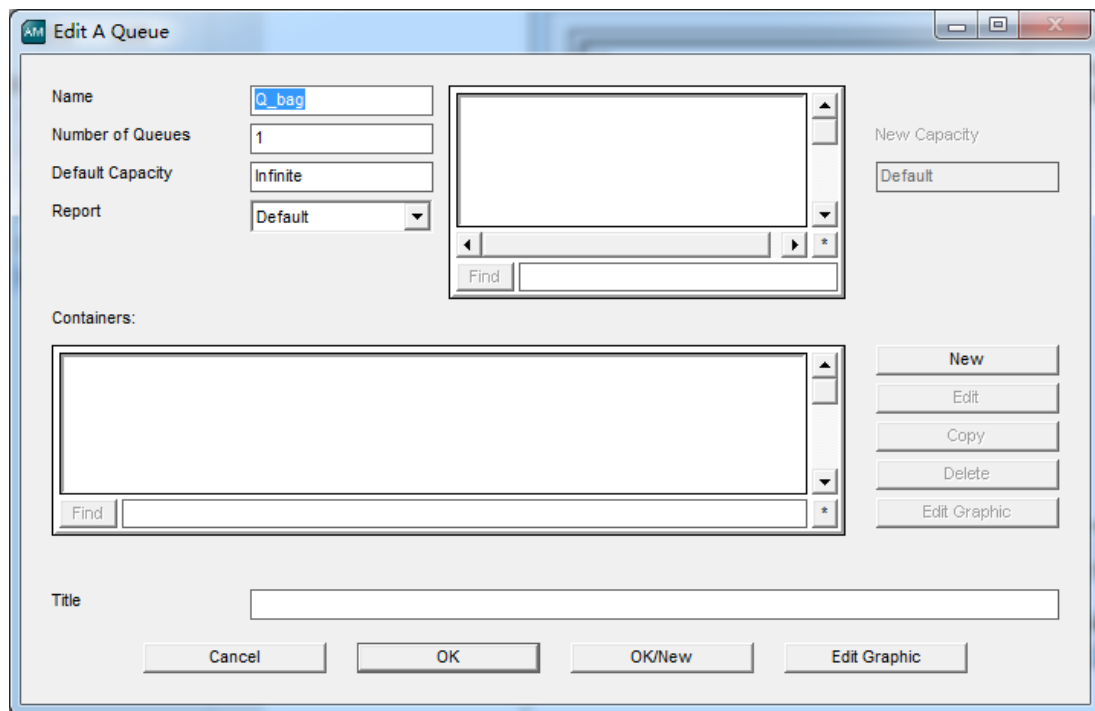 AM Edit A Queue
Name Q_bag
Number of Queues 1
New Capacity
Default Capacity Infinite
Default
Report Default
*
Find
Containers:
New
Edit
Copy
Delete
Find * Edit Graphic
Title
Cancel OK OK/New Edit Graphic